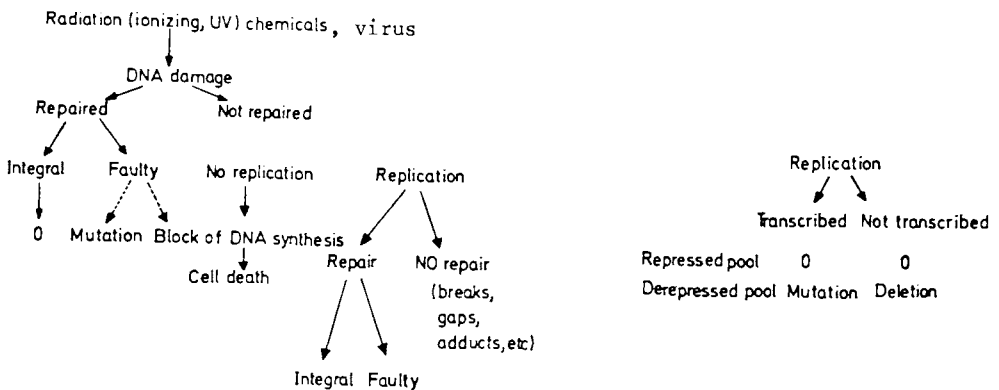 Radiation (ionizing, UV) chemicals, virus
DNA damage
Repaired
Not repaired
Integral
Faulty
No replication
Replication
0
Mutation
Block of DNA synthesis
Cell death
Repair
NO repair
(breaks,
gaps,
adducts, etc)
Integral
Faulty
Replication
Transcribed
Not transcribed
Repressed pool 0 0
Derepressed pool Mutation Deletion